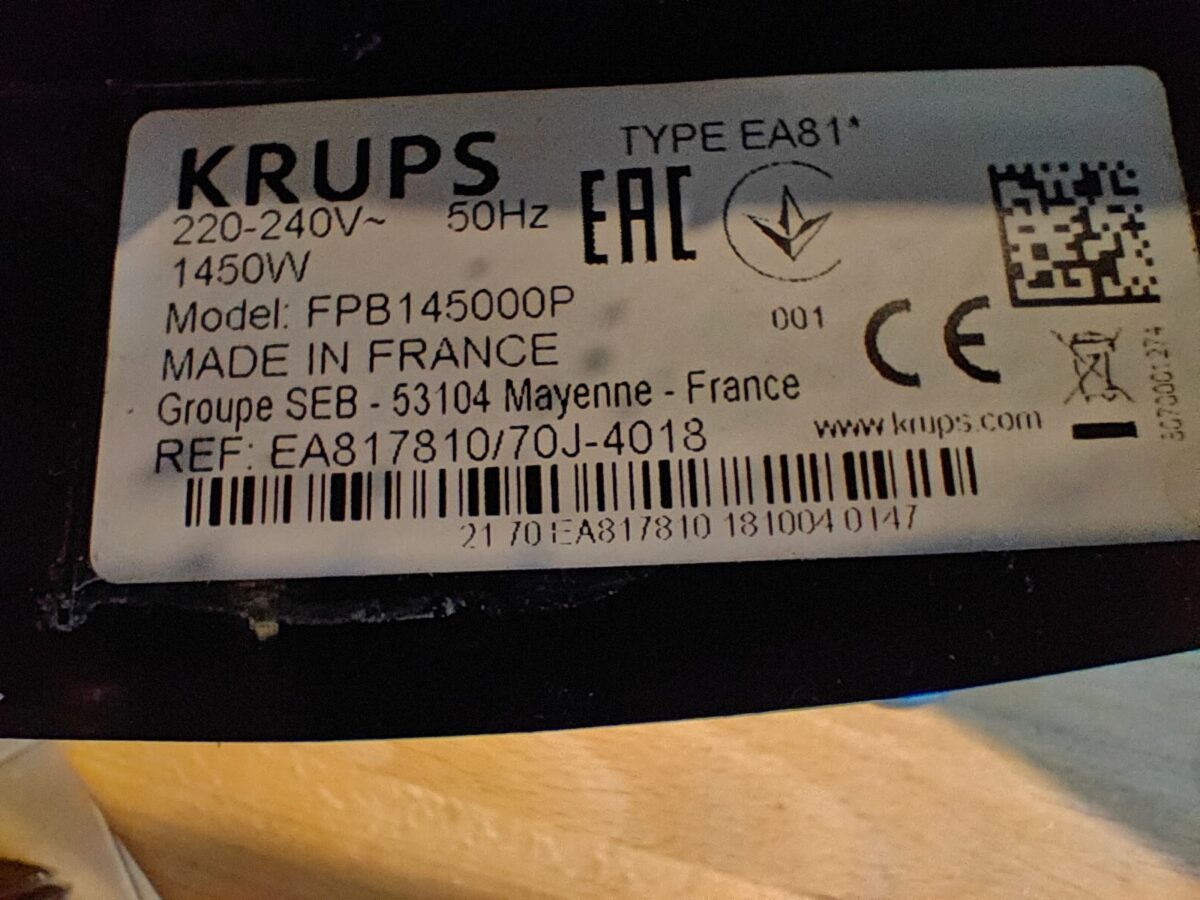 KRUPS
TYPE EA81*
220-240V~ 50Hz
EAC
1450W
Model: FPB145000P
001
MADE IN FRANCE
CE
Groupe SEB - 53104 Mayenne - France
www.krups.com
REF: EA817810/70J-4018
21 70 EA817810 181004 0147